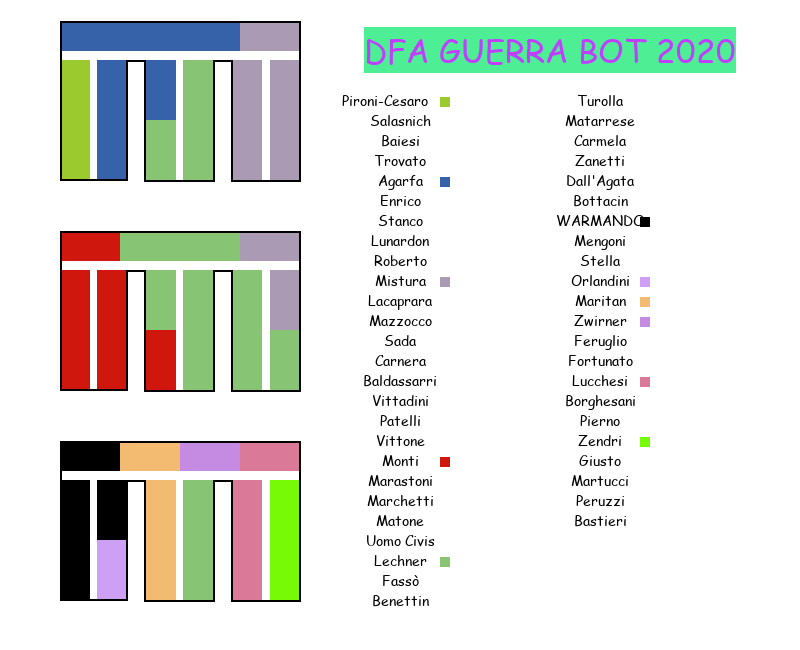 DFA GUERRA BOT 2020
Pironi-Cesaro
Salasnich
Baiesi
Trovato
Agarfa
Enrico
Stanco
Lunardon
Roberto
Mistura
Lacaprara
Mazzocco
Sada
Carnera
Baldassarri
Vittadini
Patelli
Vittone
Monti
Marastoni
Marchetti
Matone
Uomo Civis
Lechner
Fassò
Benettin
Turolla
Matarrese
Carmela
Zanetti
Dall'Agata
Bottacin
WARMANDO
Mengoni
Stella
Orlandini
Maritan
Zwirner
Feruglio
Fortunato
Lucchesi
Borghesani
Pierno
Zendri
Giusto
Martucci
Peruzzi
Bastieri